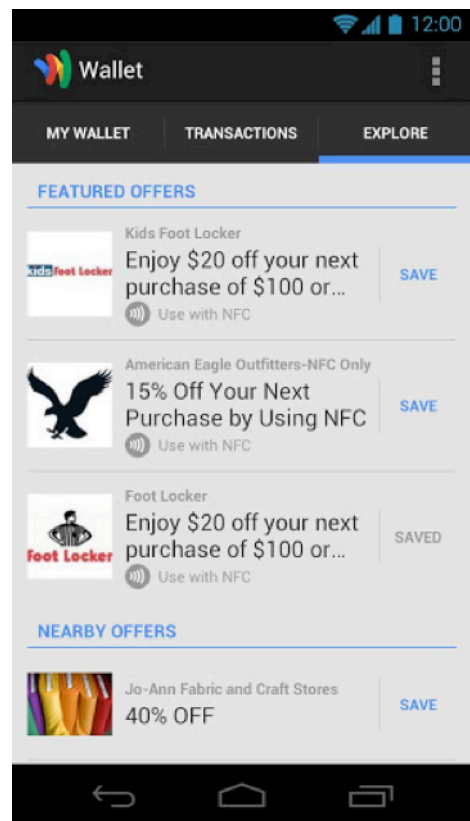 12:00
Wallet
MY WALLET TRANSACTIONS EXPLORE
FEATURED OFFERS
Kids Foot Locker
kids Foot Locker
Enjoy $20 off your next
purchase of $100 or...
SAVE
Use with NFC
American Eagle Outfitters-NFC Only
15% Off Your Next
Purchase by Using NFC
SAVE
Use with NFC
Foot Locker
Foot Locker
Enjoy $20 off your next
purchase of $100 or...
SAVED
Use with NFC
NEARBY OFFERS
Jo-Ann Fabric and Craft Stores
40% OFF
SAVE